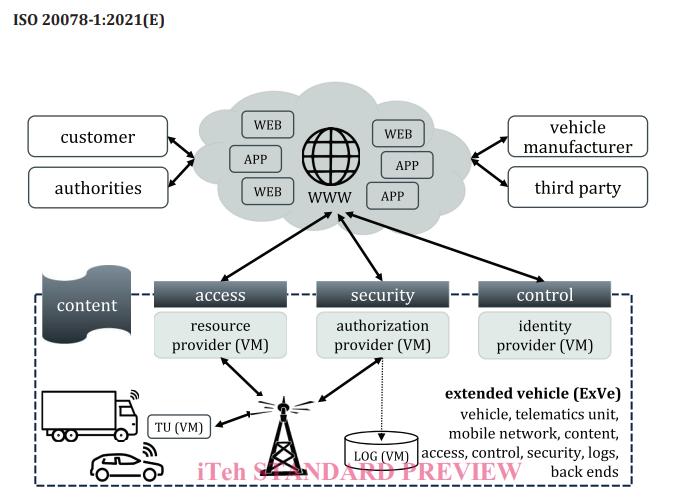 ISO 20078-1:2021(E)
customer
authorities
WEB
APP
WEB
WWW
WEB
APP
APP
vehicle
manufacturer
third party
content
access
security
control
resource
provider (VM)
authorization
provider (VM)
identity
provider (VM)
TU (VM)
LOG (VM)
extended vehicle (ExVe)
vehicle, telematics unit,
mobile network, content,
access, control, security, logs,
back ends
iTeh STANDARD PREVIEW